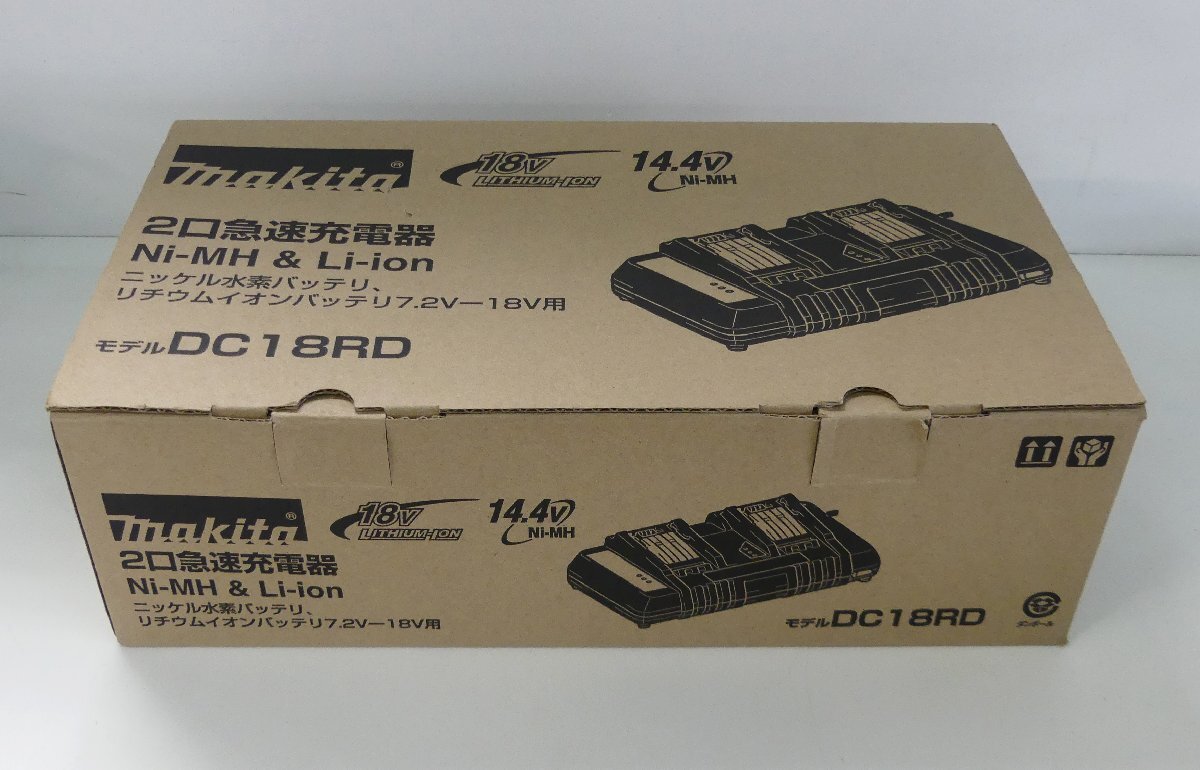 makita®
18V
LITHIUM-ION
14.4V
Ni-MH
2口急速充電器
Ni-MH & Li-ion
ニッケル水素バッテリ、
リチウムイオンバッテリ7.2V－18V用
モデルDC18RD
makita®
18V
LITHIUM-ION
14.4V
Ni-MH
2口急速充電器
Ni-MH & Li-ion
ニッケル水素バッテリ、
リチウムイオンバッテリ7.2V－18V用
モデルDC18RD
ダンボール